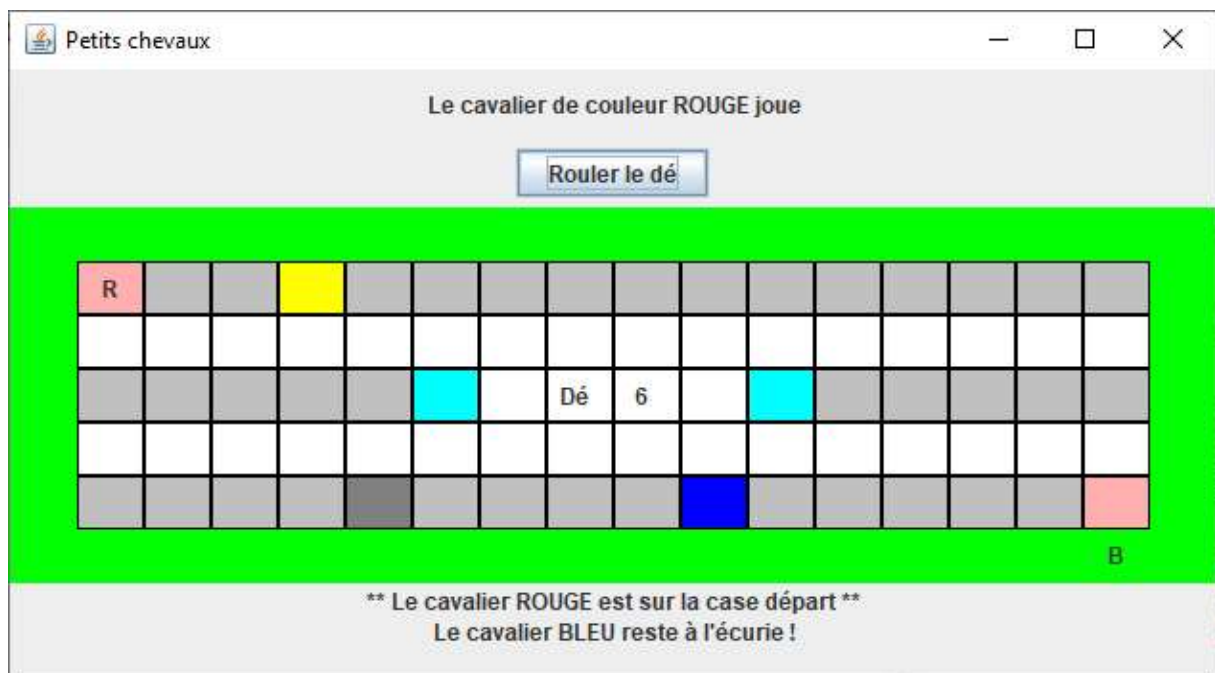 Petits chevaux
Le cavalier de couleur ROUGE joue
Rouler le dé
R
Dé 6
B
** Le cavalier ROUGE est sur la case départ **
Le cavalier BLEU reste à l'écurie !